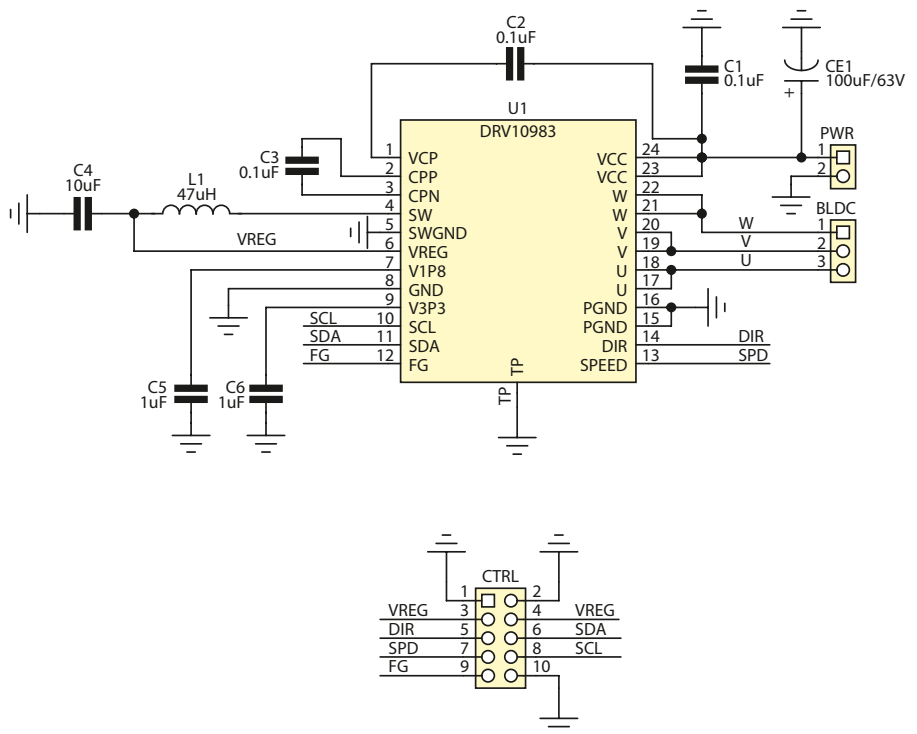 C2
0.1uF
C1
0.1uF
CE1
100uF/63V
+
U1
DRV10983
PWR
1
2
C3
0.1uF
C4
10uF
L1
47uH
VREG
1 VCP
2 CPP
3 CPN
4 SW
5 SWGND
6 VREG
7 V1P8
8 GND
9 V3P3
SCL 10 SCL
SDA 11 SDA
FG 12 FG
VCC 24
VCC 23
W 22
W 21
V 20
V 19
U 18
U 17
PGND 16
PGND 15
DIR 14 DIR
SPEED 13 SPD
BLDC
W 1
V 2
U 3
TP
TP
C5
1uF
C6
1uF
CTRL
1 2
VREG 3 4 VREG
DIR 5 6 SDA
SPD 7 8 SCL
FG 9 10